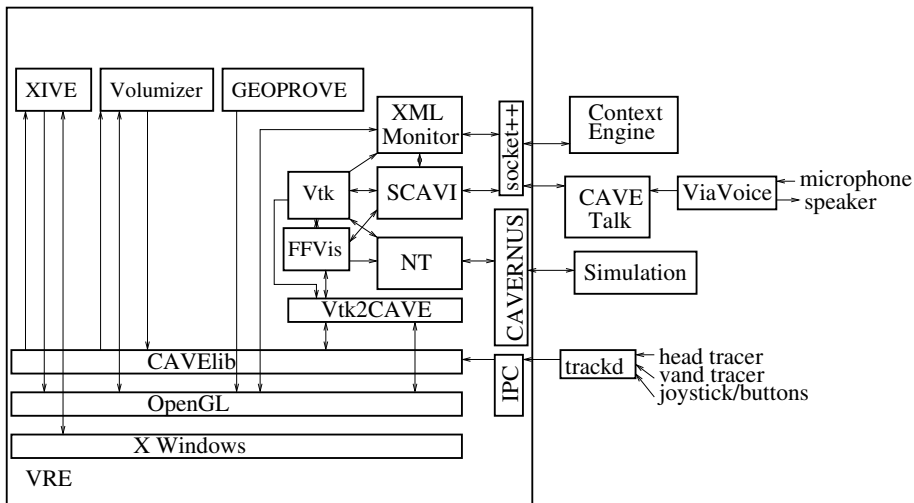 XIVE
Volumizer
GEOPROVE
XML
Monitor
socket++
Context
Engine
Vtk
SCAVI
CAVE
Talk
ViaVoice
microphone
speaker
FFVis
NT
CAVERNUS
Simulation
Vtk2CAVE
CAVElib
IPC
trackd
head tracer
vand tracer
joystick/buttons
OpenGL
X Windows
VRE